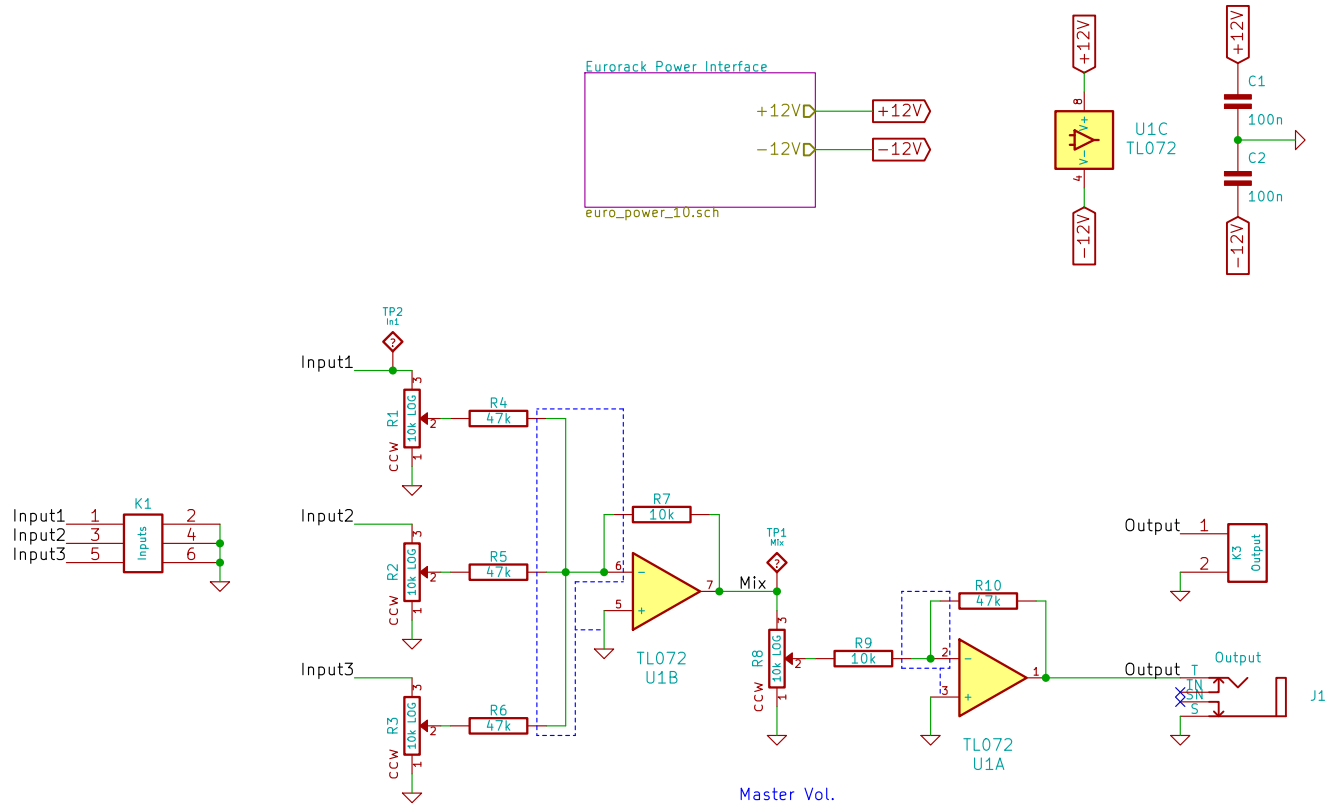 Eurorack Power Interface
+12V
+12V
-12V
-12V
euro_power_10.sch
+12V
8
V+
V-
4
-12V
U1C
TL072
+12V
C1
100n
C2
100n
-12V
TP2
In1
?
Input1
3
R1
10k LOG
2
CCW
1
R4
47k
K1
Input1
1
2
Input2
3
4
Input3
5
6
Inputs
Input2
3
R2
10k LOG
2
CCW
1
R5
47k
Input3
3
R3
10k LOG
2
CCW
1
R6
47k
R7
10k
6
-
5
+
7
TL072
U1B
Mix
TP1
Mix
?
3
R8
10k LOG
2
CCW
1
R9
10k
R10
47k
2
-
3
+
1
TL072
U1A
Output
1
2
K3
Output
Output
Output
T
TN
SN
S
J1
Master Vol.